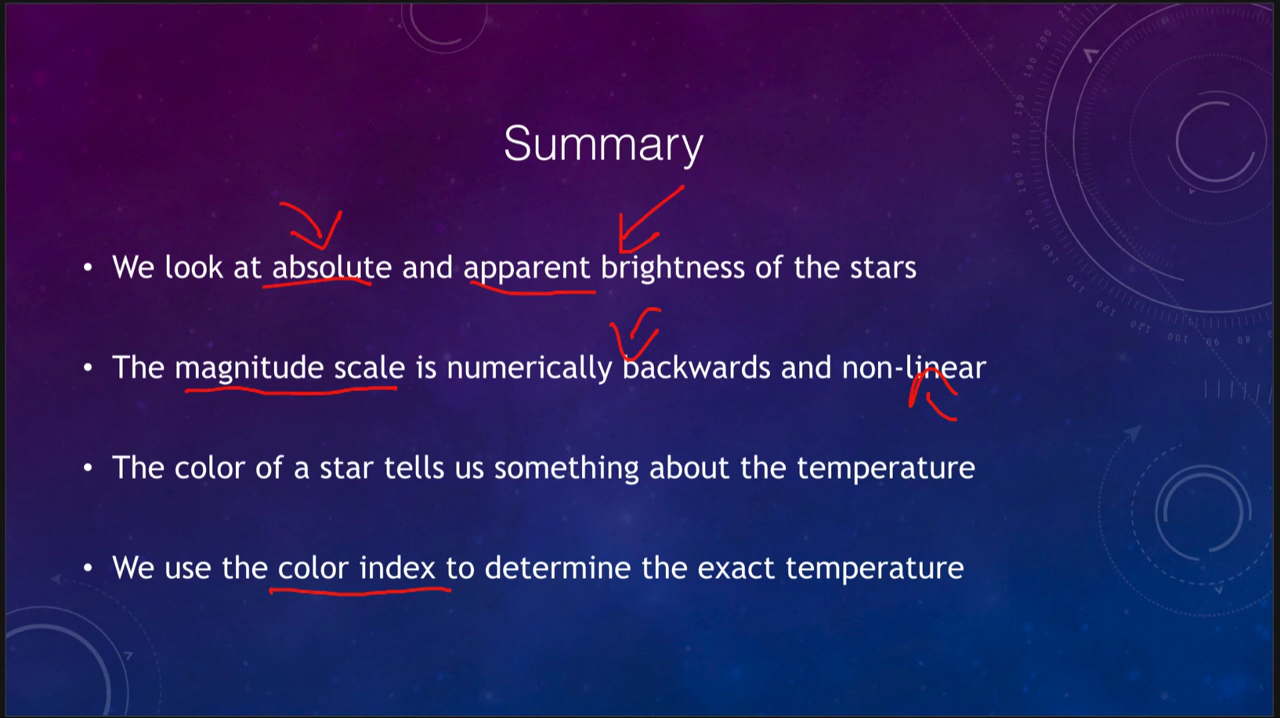 Summary
• We look at absolute and apparent brightness of the stars
• The magnitude scale is numerically backwards and non-linear
• The color of a star tells us something about the temperature
• We use the color index to determine the exact temperature